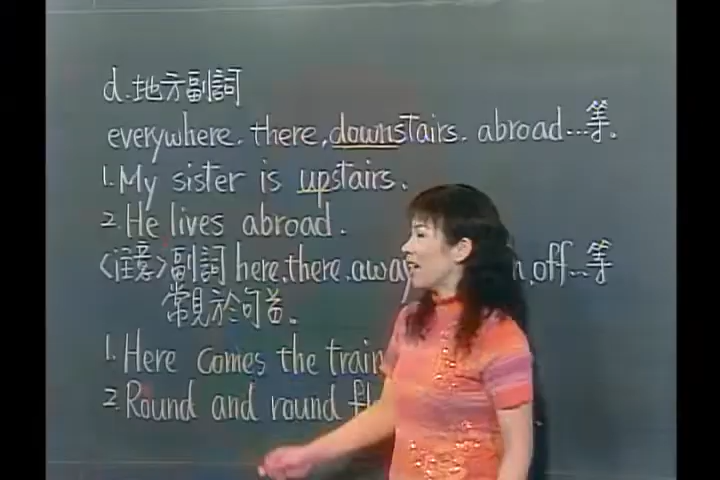 d.地方副詞
everywhere. there, downstairs. abroad...等.
1. My sister is upstairs.
2. He lives abroad.
〈注意〉副詞 here, there. away off...等
常見於句首.
1. Here comes the train
2. Round and round